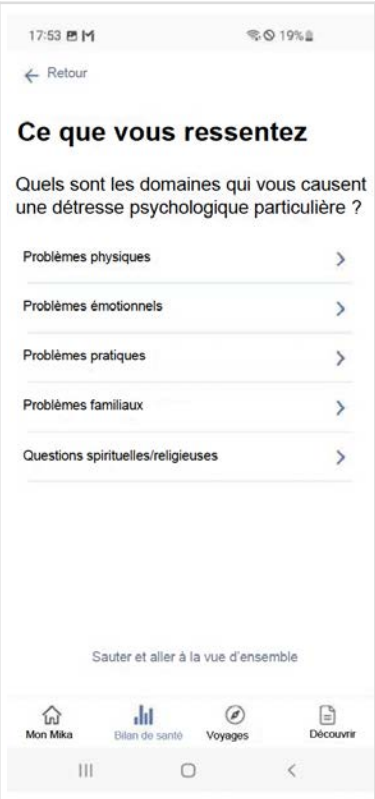 17:53
19%
Retour
Ce que vous ressentez
Quels sont les domaines qui vous causent
une détresse psychologique particulière ?
Problèmes physiques
Problèmes émotionnels
Problèmes pratiques
Problèmes familiaux
Questions spirituelles/religieuses
Sauter et aller à la vue d'ensemble
Mon Mika
Bilan de santé
Voyages
Découvrir